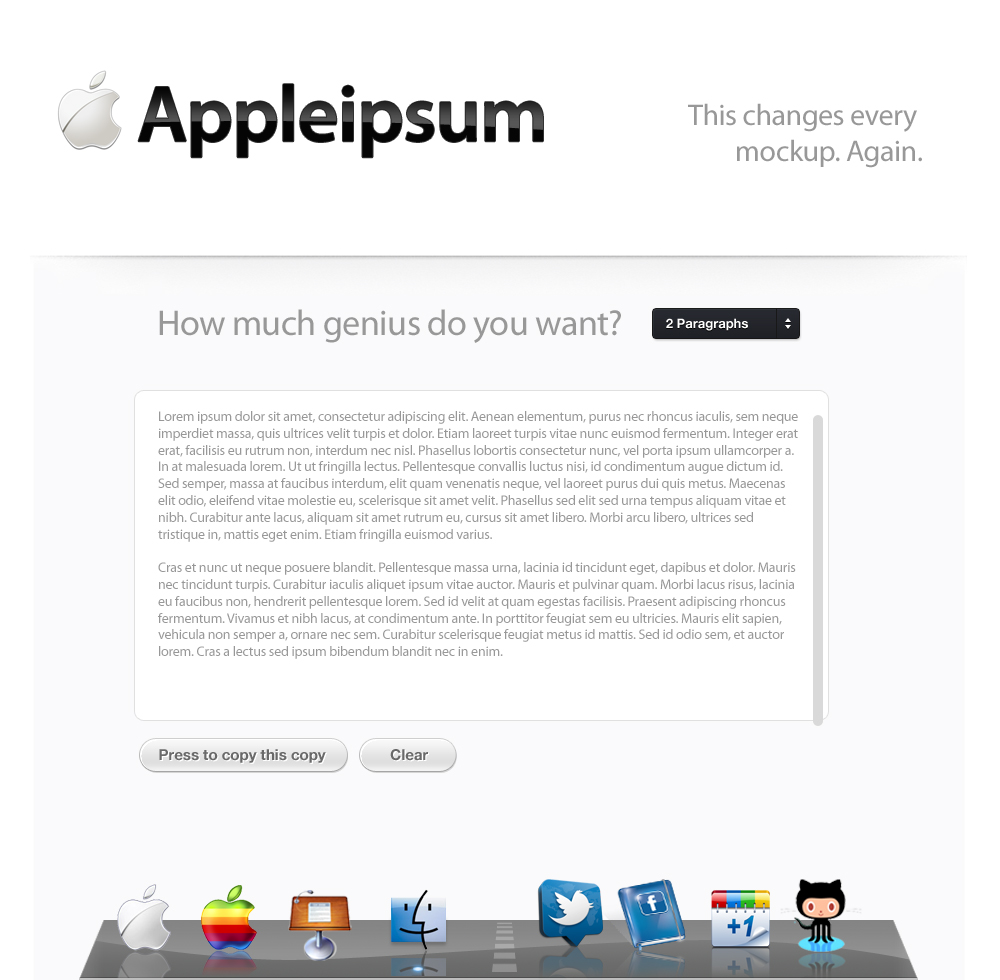 Appleipsum
This changes every
mockup. Again.
How much genius do you want?
2 Paragraphs
Lorem ipsum dolor sit amet, consectetur adipiscing elit. Aenean elementum, purus nec rhoncus iaculis, sem neque
imperdiet massa, quis ultrices velit turpis et dolor. Etiam laoreet turpis vitae nunc euismod fermentum. Integer erat
erat, facilisis eu rutrum non, interdum nec nisl. Phasellus lobortis consectetur nunc, vel porta ipsum ullamcorper a.
In at malesuada lorem. Ut ut fringilla lectus. Pellentesque convallis luctus nisi, id condimentum augue dictum id.
Sed semper, massa at faucibus interdum, elit quam venenatis neque, vel laoreet purus dui quis metus. Maecenas
elit odio, eleifend vitae molestie eu, scelerisque sit amet velit. Phasellus sed elit sed urna tempus aliquam vitae et
nibh. Curabitur ante lacus, aliquam sit amet rutrum eu, cursus sit amet libero. Morbi arcu libero, ultrices sed
tristique in, mattis eget enim. Etiam fringilla euismod varius.
Cras et nunc ut neque posuere blandit. Pellentesque massa urna, lacinia id tincidunt eget, dapibus et dolor. Mauris
nec tincidunt turpis. Curabitur iaculis aliquet ipsum vitae auctor. Mauris et pulvinar quam. Morbi lacus risus, lacinia
eu faucibus non, hendrerit pellentesque lorem. Sed id velit at quam egestas facilisis. Praesent adipiscing rhoncus
fermentum. Vivamus et nibh lacus, at condimentum ante. In porttitor feugiat sem eu ultricies. Mauris elit sapien,
vehicula non semper a, ornare nec sem. Curabitur scelerisque feugiat metus id mattis. Sed id odio sem, et auctor
lorem. Cras a lectus sed ipsum bibendum blandit nec in enim.
Press to copy this copy
Clear
f
+1